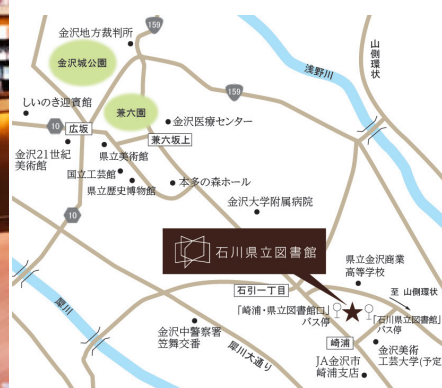 159
金沢地方裁判所
山側環状
金沢城公園
浅野川
159
しいのき迎賓館
兼六園
10
広坂
金沢医療センター
兼六坂上
金沢21世紀
美術館
県立美術館
国立工芸館
県立歴史博物館
本多の森ホール
金沢大学附属病院
10
石川県立図書館
県立金沢商業
高等学校
石引一丁目
至 山側環状
「崎浦・県立図書館口」
バス停
「石川県立図書館」
バス停
犀川
金沢中警察署
笠舞交番
犀川大通り
崎浦
金沢美術
工芸大学(予定)
JA金沢市
崎浦支店